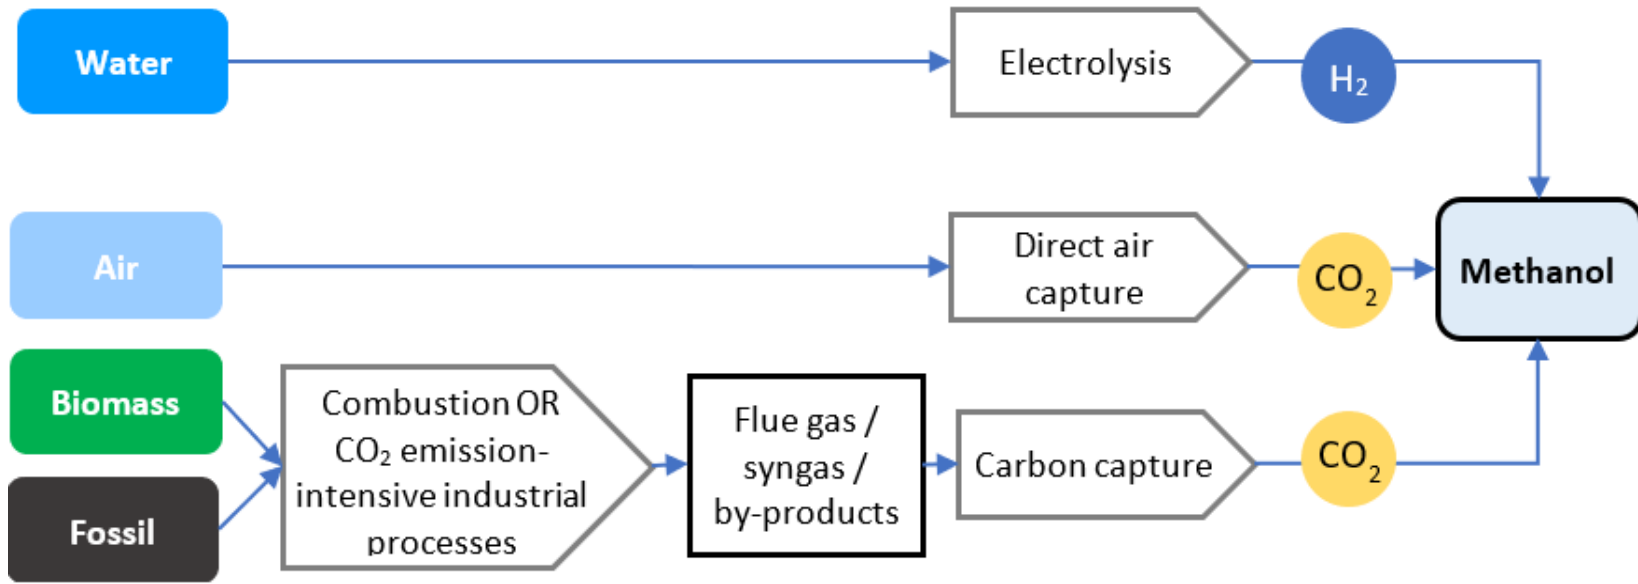 Water
Electrolysis
H₂
Air
Direct air
capture
CO₂
Methanol
Biomass
Fossil
Combustion OR
CO₂ emission-
intensive industrial
processes
Flue gas /
syngas /
by-products
Carbon capture
CO₂